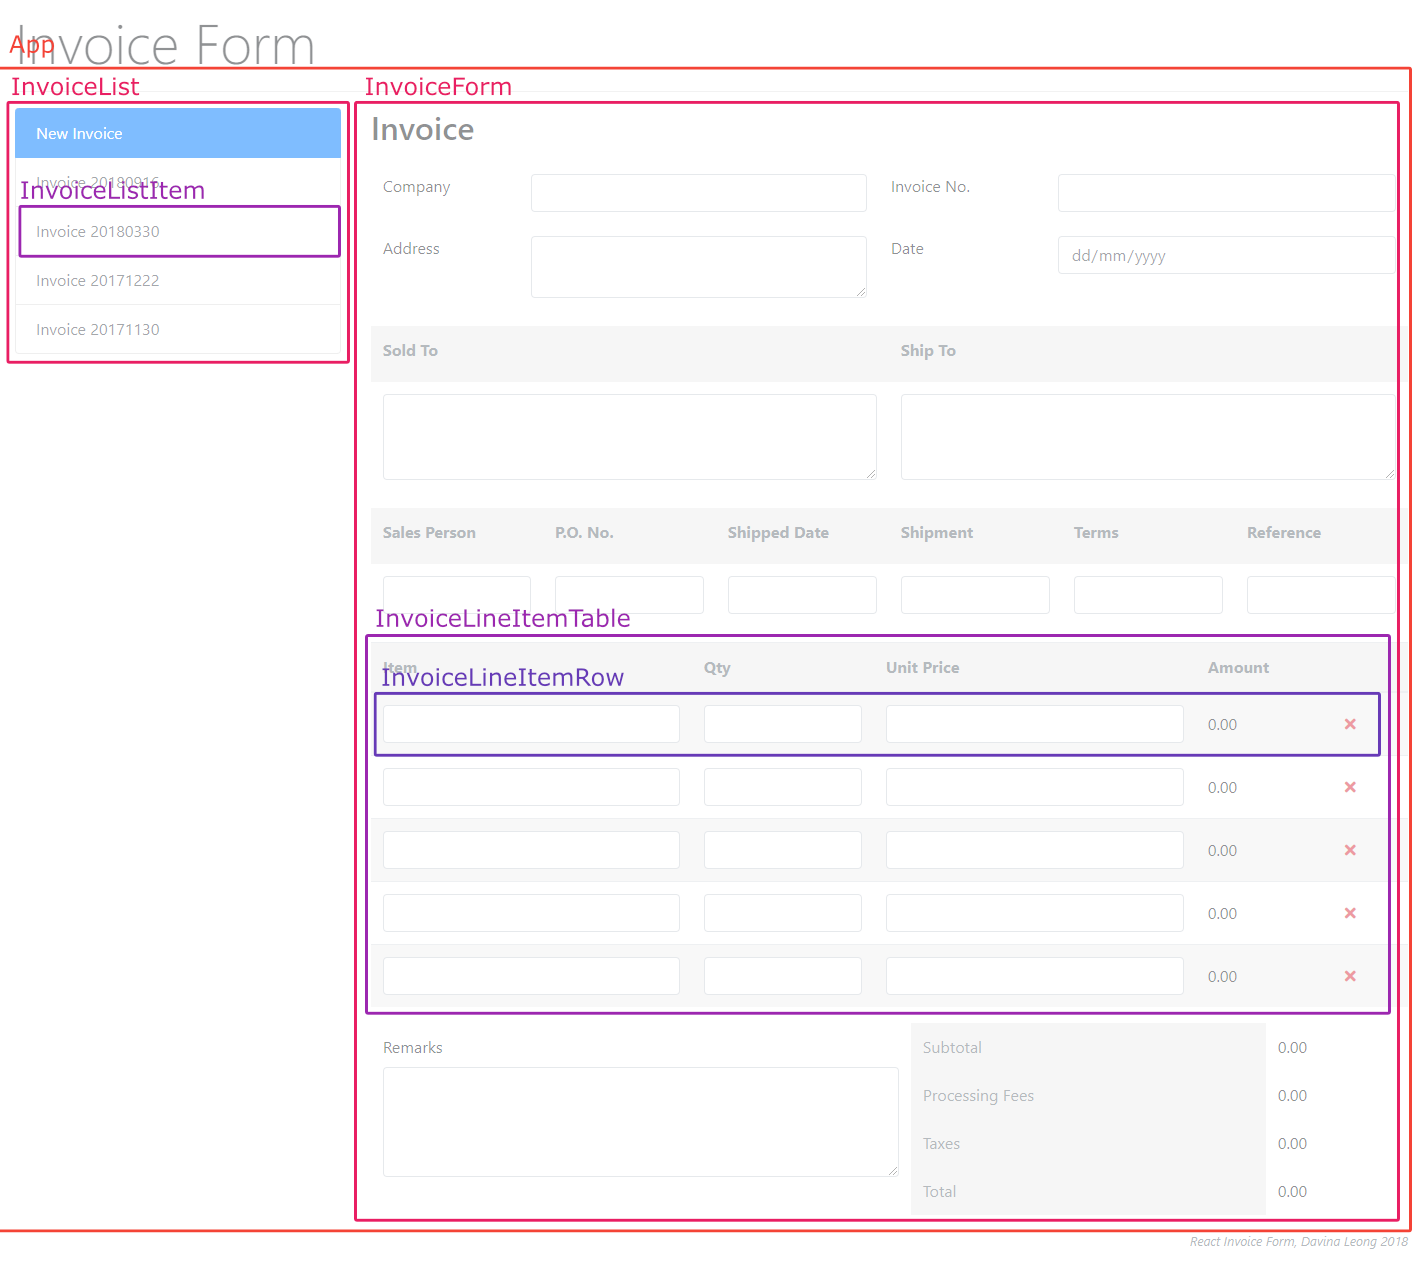 Invoice Form
App
InvoiceList
InvoiceForm
New Invoice
Invoice 20180916
InvoiceListItem
Invoice 20180330
Invoice 20171222
Invoice 20171130
Invoice
Company
Invoice No.
Address
Date
dd/mm/yyyy
Sold To
Ship To
Sales Person
P.O. No.
Shipped Date
Shipment
Terms
Reference
InvoiceLineItemTable
Item
Qty
Unit Price
Amount
InvoiceLineItemRow
0.00
0.00
0.00
0.00
0.00
Remarks
Subtotal
0.00
Processing Fees
0.00
Taxes
0.00
Total
0.00
React Invoice Form, Davina Leong 2018